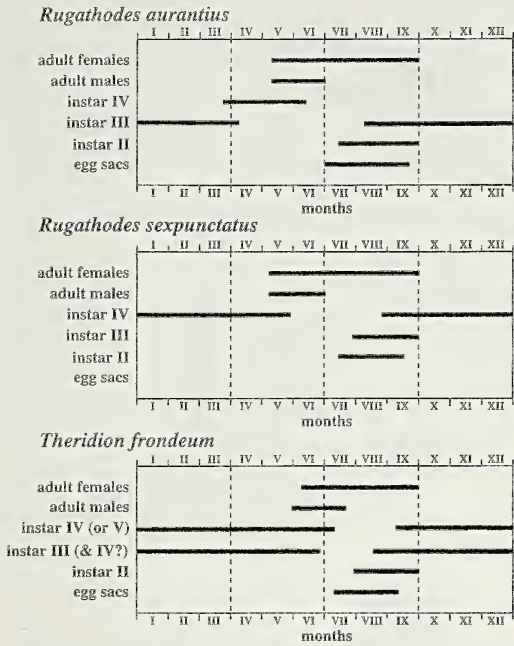 Rugathodes aurantius
I II III IV V VI VII VIII IX X XI XII
adult females
adult males
instar IV
instar III
instar II
egg sacs
I II III IV V VI VII VIII IX X XI XII
months
Rugathodes sexpunctatus
I II III IV V VI VII VIII IX X XI XII
adult females
adult males
instar IV
instar III
instar II
egg sacs
I II III IV V VI VII VIII IX X XI XII
months
Theridion frondeum
I II III IV V VI VII VIII IX X XI XII
adult females
adult males
instar IV (or V)
instar III (& IV?)
instar II
egg sacs
I II III IV V VI VII VIII IX X XI XII
months